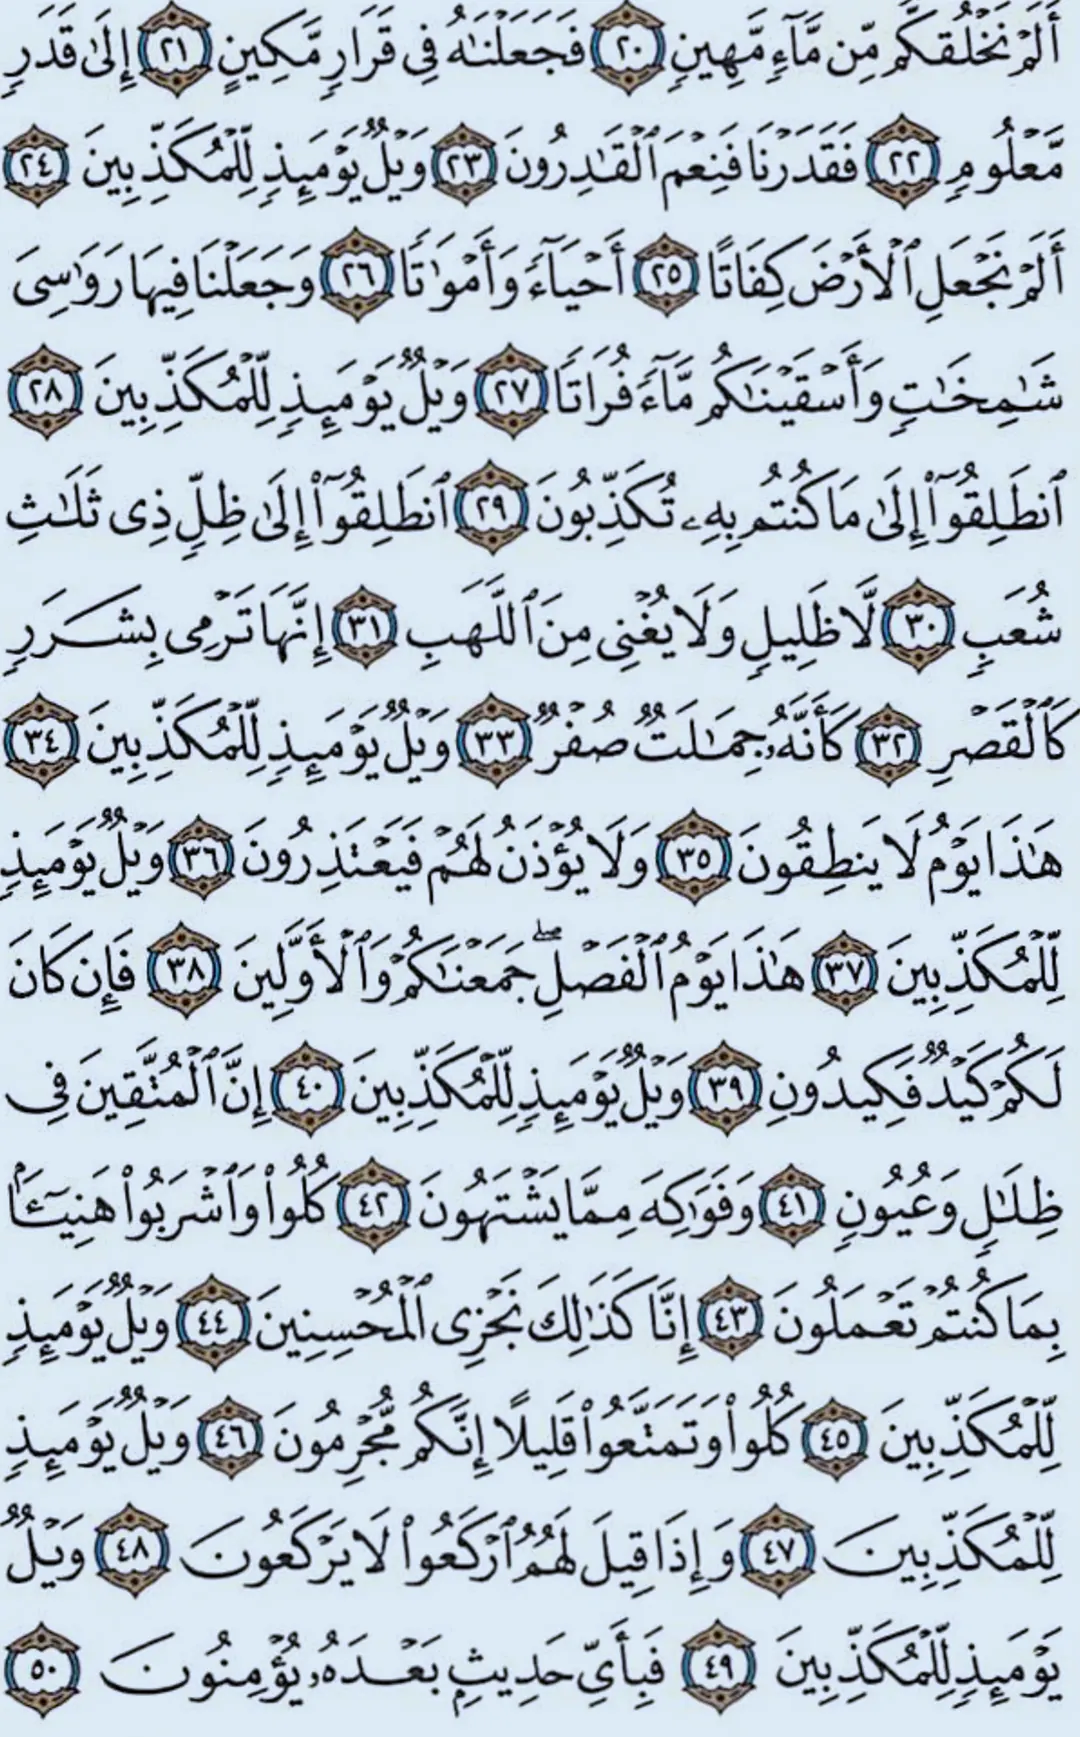 أَلَمْ نَخْلُقكُّم مِّن مَّآءٍ مَّهِينٍ ٢٠ فَجَعَلْنَٰهُ فِى قَرَارٍ مَّكِينٍ ٢١ إِلَىٰ قَدَرٍ
مَّعْلُومٍ ٢٢ فَقَدَرْنَا فَنِعْمَ ٱلْقَٰدِرُونَ ٢٣ وَيْلٌ يَوْمَئِذٍ لِّلْمُكَذِّبِينَ ٢٤
أَلَمْ نَجْعَلِ ٱلْأَرْضَ كِفَاتًا ٢٥ أَحْيَآءً وَأَمْوَٰتًا ٢٦ وَجَعَلْنَا فِيهَا رَوَٰسِىَ
شَٰمِخَٰتٍ وَأَسْقَيْنَٰكُم مَّآءً فُرَاتًا ٢٧ وَيْلٌ يَوْمَئِذٍ لِّلْمُكَذِّبِينَ ٢٨
ٱنطَلِقُوٓا۟ إِلَىٰ مَا كُنتُم بِهِۦ تُكَذِّبُونَ ٢٩ ٱنطَلِقُوٓا۟ إِلَىٰ ظِلٍّ ذِى ثَلَٰثِ
شُعَبٍ ٣٠ لَّا ظَلِيلٍ وَلَا يُغْنِى مِنَ ٱللَّهَبِ ٣١ إِنَّهَا تَرْمِى بِشَرَرٍ
كَٱلْقَصْرِ ٣٢ كَأَنَّهُۥ جِمَٰلَتٌ صُفْرٌ ٣٣ وَيْلٌ يَوْمَئِذٍ لِّلْمُكَذِّبِينَ ٣٤
هَٰذَا يَوْمُ لَا يَنطِقُونَ ٣٥ وَلَا يُؤْذَنُ لَهُمْ فَيَعْتَذِرُونَ ٣٦ وَيْلٌ يَوْمَئِذٍ
لِّلْمُكَذِّبِينَ ٣٧ هَٰذَا يَوْمُ ٱلْفَصْلِ ۖ جَمَعْنَٰكُمْ وَٱلْأَوَّلِينَ ٣٨ فَإِن كَانَ
لَكُمْ كَيْدٌ فَكِيدُونِ ٣٩ وَيْلٌ يَوْمَئِذٍ لِّلْمُكَذِّبِينَ ٤٠ إِنَّ ٱلْمُتَّقِينَ فِى
ظِلَٰلٍ وَعُيُونٍ ٤١ وَفَوَٰكِهَ مِمَّا يَشْتَهُونَ ٤٢ كُلُوا۟ وَٱشْرَبُوا۟ هَنِيٓـًٔۢا
بِمَا كُنتُمْ تَعْمَلُونَ ٤٣ إِنَّا كَذَٰلِكَ نَجْزِى ٱلْمُحْسِنِينَ ٤٤ وَيْلٌ يَوْمَئِذٍ
لِّلْمُكَذِّبِينَ ٤٥ كُلُوا۟ وَتَمَتَّعُوا۟ قَلِيلًا إِنَّكُم مُّجْرِمُونَ ٤٦ وَيْلٌ يَوْمَئِذٍ
لِّلْمُكَذِّبِينَ ٤٧ وَإِذَا قِيلَ لَهُمُ ٱرْكَعُوا۟ لَا يَرْكَعُونَ ٤٨ وَيْلٌ
يَوْمَئِذٍ لِّلْمُكَذِّبِينَ ٤٩ فَبِأَىِّ حَدِيثٍۭ بَعْدَهُۥ يُؤْمِنُونَ ٥٠